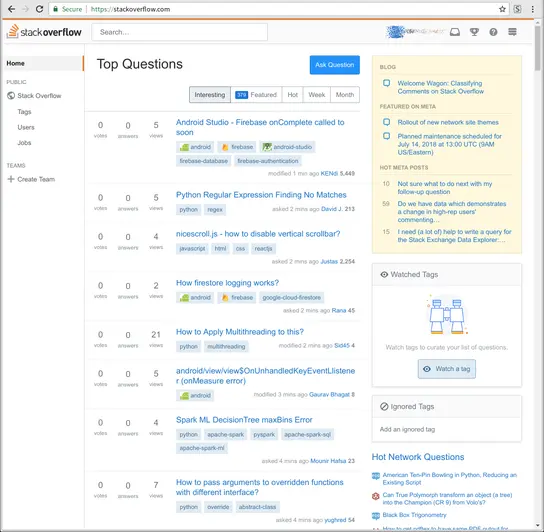 Secure https://stackoverflow.com
stackoverflow Search...
Home
PUBLIC
Stack Overflow
Tags
Users
Jobs
TEAMS
Create Team
Top Questions
Ask Question
Interesting 379 Featured Hot Week Month
0 0 5
votes answers views
Android Studio - Firebase onComplete called to
soon
android firebase android-studio
firebase-database firebase-authentication
modified 1 min ago KENdi 5,449
0 0 5
votes answers views
Python Regular Expression Finding No Matches
python regex
asked 2 mins ago David J. 213
0 0 4
votes answers views
nicescroll.js - how to disable vertical scrollbar?
javascript html css reactjs
asked 2 mins ago Justas 2,254
0 0 2
votes answers views
How firestore logging works?
android firebase google-cloud-firestore
asked 2 mins ago Rana 45
0 0 21
votes answers views
How to Apply Multithreading to this?
python multithreading
modified 2 mins ago Sid45 4
0 0 5
votes answers views
android/view/view$OnUnhandledKeyEventListene
r (onMeasure error)
android
modified 3 mins ago Gaurav Bhagat 8
0 0 4
votes answers views
Spark ML DecisionTree maxBins Error
python apache-spark pyspark apache-spark-sql
apache-spark-ml
asked 4 mins ago Mounir Hafsa 23
0 0 7
votes answers views
How to pass arguments to overridden functions
with different interface?
python override abstract-class
asked 4 mins ago yughred 54
BLOG
Welcome Wagon: Classifying
Comments on Stack Overflow
FEATURED ON META
Rollout of new network site themes
Planned maintenance scheduled for
July 14, 2018 at 13:00 UTC (9AM
US/Eastern)
HOT META POSTS
10 Not sure what to do next with my
follow-up question
59 Do we have data which demonstrates
a change in high-rep users'
commenting…
15 I need (a lot of) help to write a query for
the Stack Exchange Data Explorer:…
Watched Tags
Watch tags to curate your list of questions.
Watch a tag
Ignored Tags
Add an ignored tag
Hot Network Questions
American Ten-Pin Bowling in Python, Reducing an
Existing Script
Can True Polymorph transform an object (a tree)
into the Champion (CR 9) from Volo's?
Black Box Trigonometry